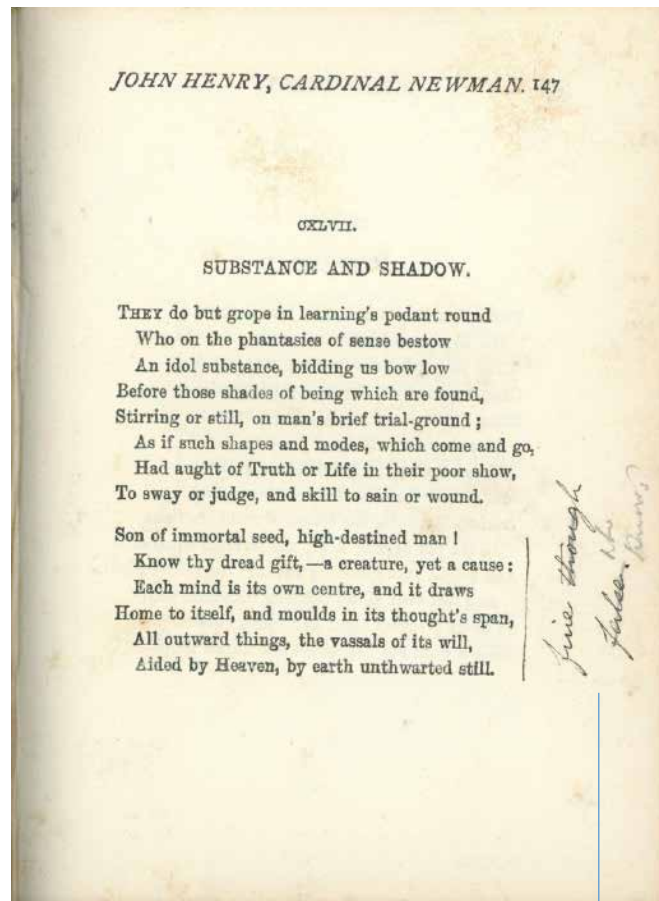 JOHN HENRY, CARDINAL NEWMAN. 147
CXLVII.
SUBSTANCE AND SHADOW.
THEY do but grope in learning's pedant round
Who on the phantasies of sense bestow
An idol substance, bidding us bow low
Before those shades of being which are found,
Stirring or still, on man's brief trial-ground;
As if such shapes and modes, which come and go,
Had aught of Truth or Life in their poor show,
To sway or judge, and skill to sain or wound.
Son of immortal seed, high-destined man!
Know thy dread gift,—a creature, yet a cause:
Each mind is its own centre, and it draws
Home to itself, and moulds in its thought's span,
All outward things, the vassals of its will,
Aided by Heaven, by earth unthwarted still.
fine though
false.